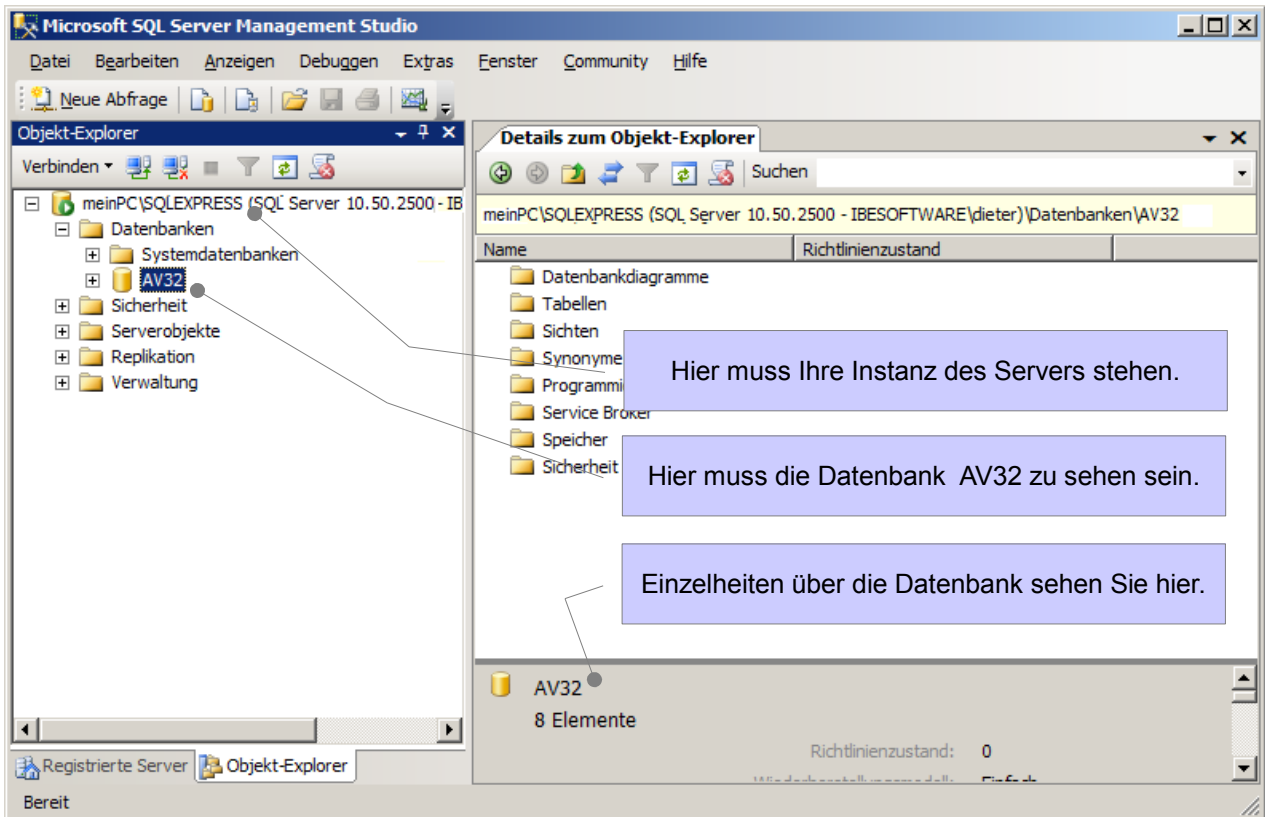 Microsoft SQL Server Management Studio
Datei Bearbeiten Anzeigen Debuggen Extras Fenster Community Hilfe
Neue Abfrage
Objekt-Explorer
Verbinden
meinPC\SQLEXPRESS (SQL Server 10.50.2500 - IB
Datenbanken
Systemdatenbanken
AV32
Sicherheit
Serverobjekte
Replikation
Verwaltung
Registrierte Server
Objekt-Explorer
Details zum Objekt-Explorer
Suchen
meinPC\SQLEXPRESS (SQL Server 10.50.2500 - IBESOFTWARE\dieter)\Datenbanken\AV32
Name Richtlinienzustand
Datenbankdiagramme
Tabellen
Sichten
Synonyme
Service Broker
Speicher
Sicherheit
Hier muss Ihre Instanz des Servers stehen.
Hier muss die Datenbank AV32 zu sehen sein.
Einzelheiten über die Datenbank sehen Sie hier.
AV32
8 Elemente
Richtlinienzustand: 0
Bereit